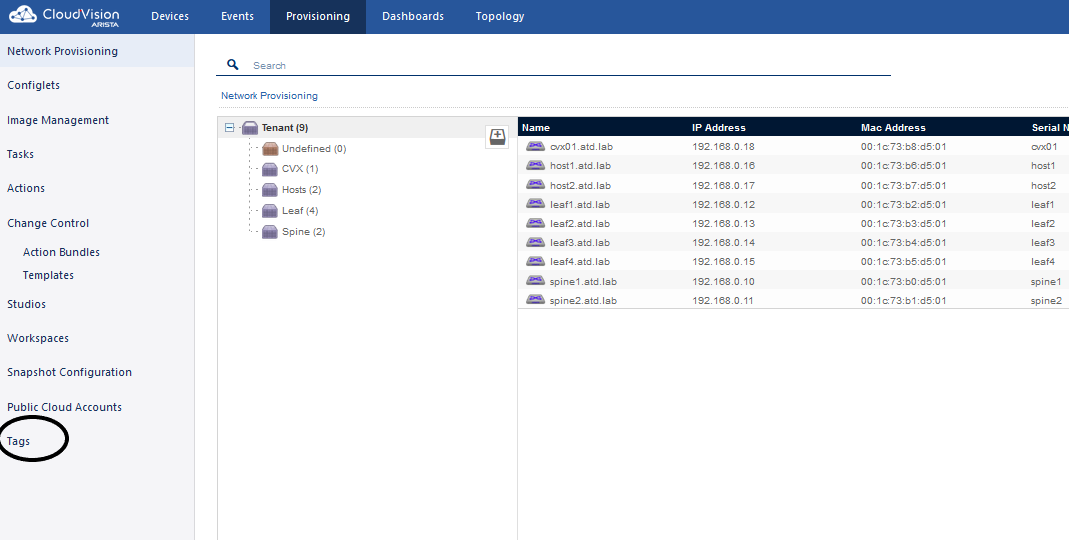 CloudVision
ARISTA
Devices Events Provisioning Dashboards Topology
Network Provisioning
Configlets
Image Management
Tasks
Actions
Change Control
Action Bundles
Templates
Studios
Workspaces
Snapshot Configuration
Public Cloud Accounts
Tags
Search
Network Provisioning
Tenant (9)
Undefined (0)
CVX (1)
Hosts (2)
Leaf (4)
Spine (2)
Name IP Address Mac Address Serial N
cvx01.atd.lab 192.168.0.18 00:1c:73:b8:d5:01 cvx01
host1.atd.lab 192.168.0.16 00:1c:73:b6:d5:01 host1
host2.atd.lab 192.168.0.17 00:1c:73:b7:d5:01 host2
leaf1.atd.lab 192.168.0.12 00:1c:73:b2:d5:01 leaf1
leaf2.atd.lab 192.168.0.13 00:1c:73:b3:d5:01 leaf2
leaf3.atd.lab 192.168.0.14 00:1c:73:b4:d5:01 leaf3
leaf4.atd.lab 192.168.0.15 00:1c:73:b5:d5:01 leaf4
spine1.atd.lab 192.168.0.10 00:1c:73:b0:d5:01 spine1
spine2.atd.lab 192.168.0.11 00:1c:73:b1:d5:01 spine2